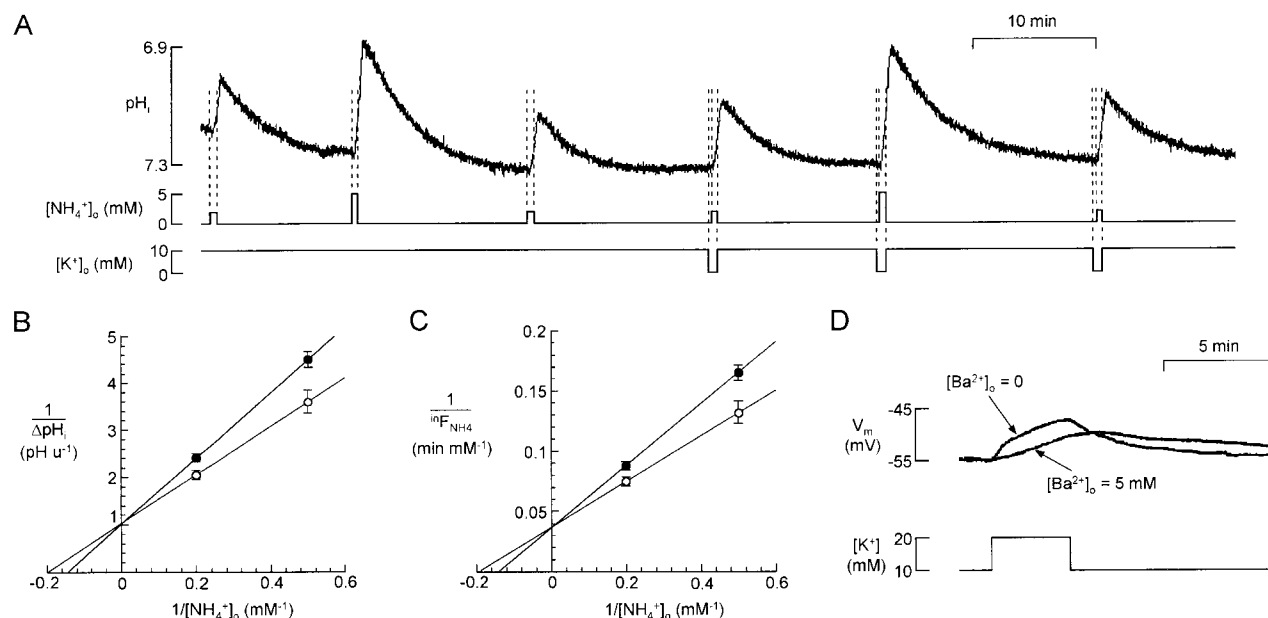 A
10 min
6.9
pHi
7.3
[NH4+]o (mM)
5
0
[K+]o (mM)
10
0
B
5
4
3
2
1
1
ΔpHi
(pH u-1)
-0.2
0
0.2
0.4
0.6
1/[NH4+]o (mM-1)
C
0.2
0.15
0.1
0.05
1
inFNH4
(min mM-1)
-0.2
0
0.2
0.4
0.6
1/[NH4+]o (mM-1)
D
5 min
[Ba2+]o = 0
-45
Vm
(mV)
-55
[Ba2+]o = 5 mM
[K+]
(mM)
20
10